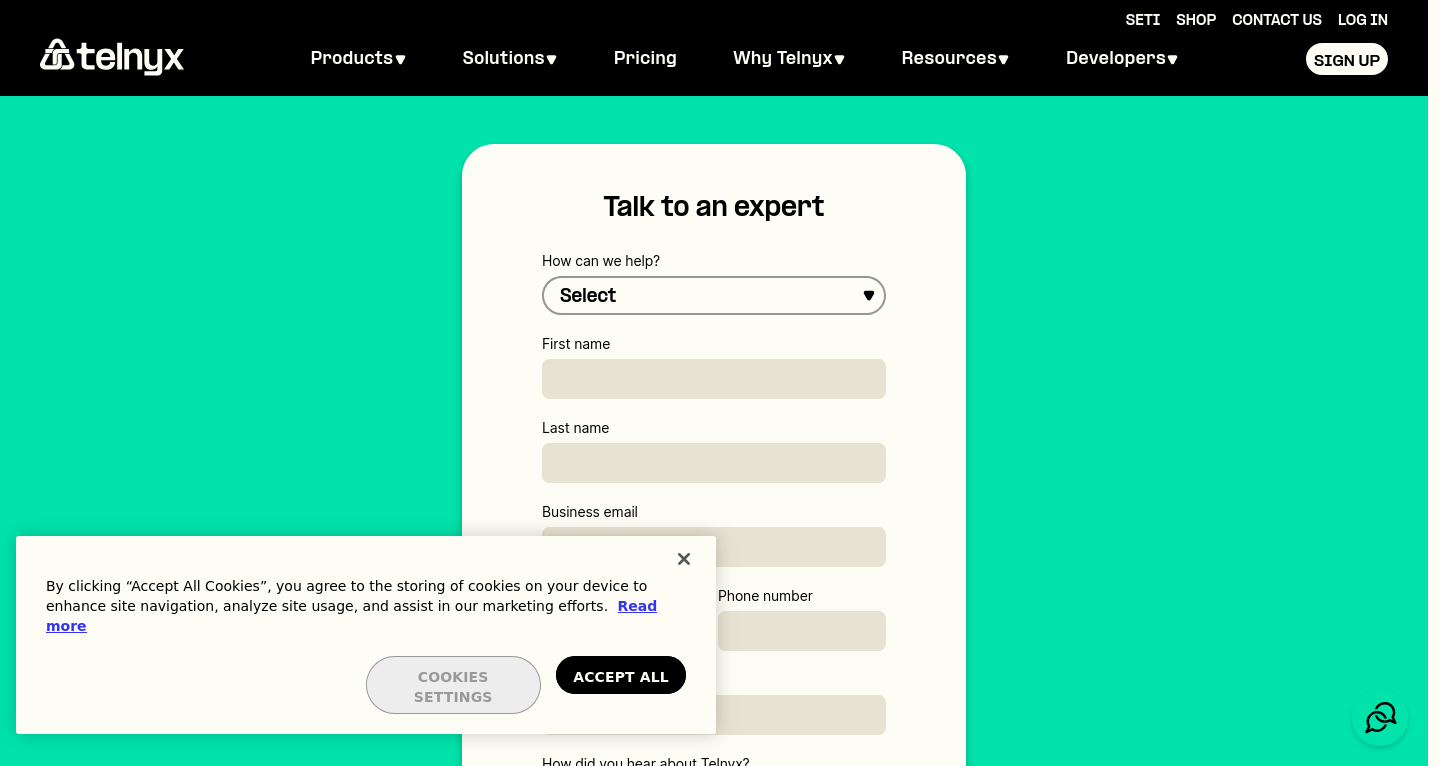 SETI SHOP CONTACT US LOG IN
telnyx Products Solutions Pricing Why Telnyx Resources Developers SIGN UP
Talk to an expert
How can we help?
Select
First name
Last name
Business email
Phone number
How did you hear about Telnyx?
By clicking “Accept All Cookies”, you agree to the storing of cookies on your device to
enhance site navigation, analyze site usage, and assist in our marketing efforts. Read
more
COOKIES
SETTINGS
ACCEPT ALL